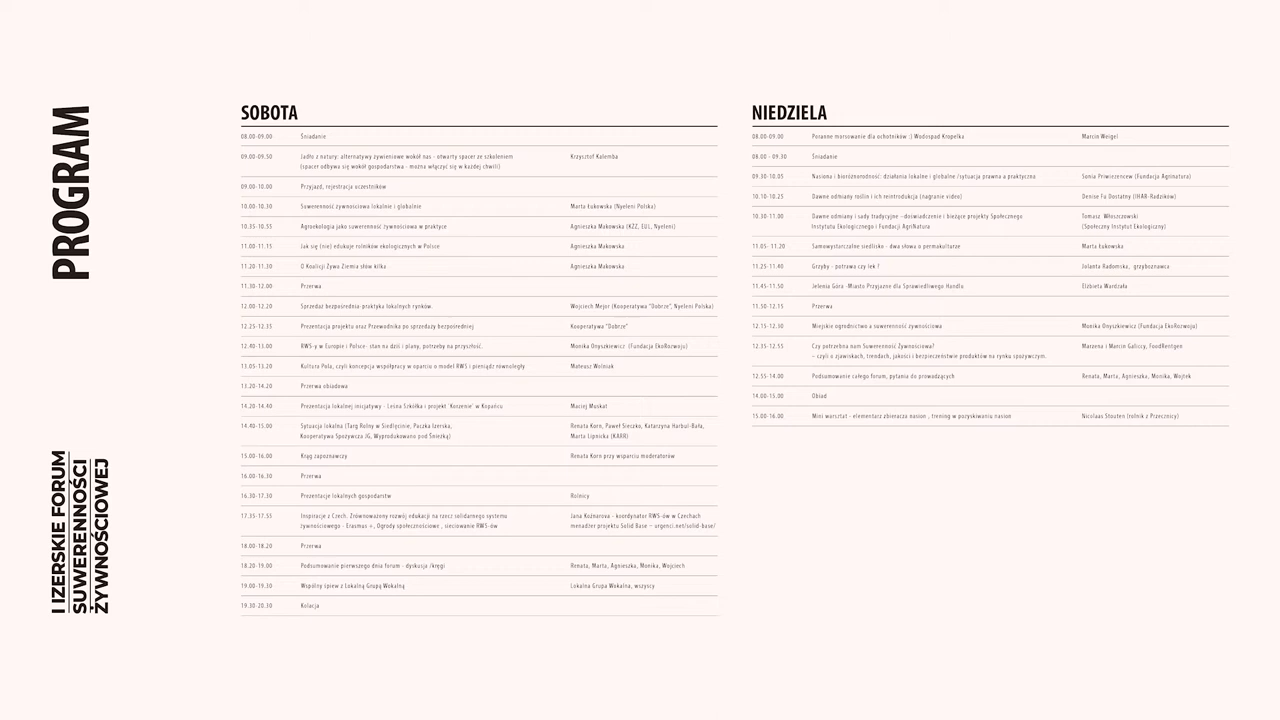 PROGRAM
I IZERSKIE FORUM
SUWERENNOŚCI
ŻYWNOŚCIOWEJ
SOBOTA
08.00-09.00 Śniadanie
09.00-09.50 Jadło z natury: alternatywy żywieniowe wokół nas - otwarty spacer ze szkoleniem Krzysztof Kalemba
(spacer odbywa się wokół gospodarstwa - można włączyć się w każdej chwili)
09.00-10.00 Przyjazd, rejestracja uczestników
10.00-10.30 Suwerenność żywnościowa lokalnie i globalnie Marta Łukowska (Nyeleni Polska)
10.35-10.55 Agroekologia jako suwerenność żywnościowa w praktyce Agnieszka Makowska (KŻZ, EUL, Nyeleni)
11.00-11.15 Jak się (nie) edukuje rolników ekologicznych w Polsce Agnieszka Makowska
11.20-11.30 O Koalicji Żywa Ziemia słów kilka Agnieszka Makowska
11.30-12.00 Przerwa
12.00-12.20 Sprzedaż bezpośrednia-praktyka lokalnych rynków. Wojciech Mejor (Kooperatywa "Dobrze", Nyeleni Polska)
12.25-12.35 Prezentacja projektu oraz Przewodnika po sprzedaży bezpośredniej Kooperatywa "Dobrze"
12.40-13.00 RWS-y w Europie i Polsce- stan na dziś i plany, potrzeby na przyszłość. Monika Onyszkiewicz (Fundacja EkoRozwoju)
13.05-13.20 Kultura Pola, czyli koncepcja współpracy w oparciu o model RWS i pieniądz równoległy Mateusz Wolniak
13.20-14.20 Przerwa obiadowa
14.20-14.40 Prezentacja lokalnej inicjatywy - Leśna Szkółka i projekt 'Korzenie' w Kopańcu Maciej Muskat
14.40-15.00 Sytuacja lokalna (Targ Rolny w Siedlęcinie, Paczka Izerska, Renata Korn, Paweł Sieczko, Katarzyna Harbul-Bała,
Kooperatywa Spożywcza JG, Wyprodukowano pod Śnieżką) Marta Lipnicka (KARR)
15.00-16.00 Krąg zapoznawczy Renata Korn przy wsparciu moderatorów
16.00-16.30 Przerwa
16.30-17.30 Prezentacje lokalnych gospodarstw Rolnicy
17.35-17.55 Inspiracje z Czech. Zrównoważony rozwój edukacji na rzecz solidarnego systemu Jana Kožnarova - koordynator RWS-ów w Czechach
żywnościowego - Erasmus +, Ogrody społecznościowe , sieciowanie RWS-ów menadżer projektu Solid Base – urgenci.net/solid-base/
18.00-18.20 Przerwa
18.20-19.00 Podsumowanie pierwszego dnia forum - dyskusja /kręgi Renata, Marta, Agnieszka, Monika, Wojciech
19.00-19.30 Wspólny śpiew z Lokalną Grupą Wokalną Lokalna Grupa Wokalna, wszyscy
19.30-20.30 Kolacja
NIEDZIELA
08.00-09.00 Poranne morsowanie dla ochotników :) Wodospad Kropelka Marcin Weigel
08.00 - 09.30 Śniadanie
09.30-10.05 Nasiona i bioróżnorodność: działania lokalne i globalne /sytuacja prawna a praktyczna Sonia Priwieziencew (Fundacja Agrinatura)
10.10-10.25 Dawne odmiany roślin i ich reintrodukcja (nagranie video) Denise Fu Dostatny (IHAR-Radzików)
10.30-11.00 Dawne odmiany i sady tradycyjne -doświadczenie i bieżące projekty Społecznego Tomasz Włoszczowski
Instytutu Ekologicznego i Fundacji AgriNatura (Społeczny Instytut Ekologiczny)
11.05- 11.20 Samowystarczalne siedlisko - dwa słowa o permakulturze Marta Łukowska
11.25-11.40 Grzyby - potrawa czy lek ? Jolanta Radomska, grzyboznawca
11.45-11.50 Jelenia Góra -Miasto Przyjazne dla Sprawiedliwego Handlu Elżbieta Wardzała
11.50-12.15 Przerwa
12.15-12.30 Miejskie ogrodnictwo a suwerenność żywnościowa Monika Onyszkiewicz (Fundacja EkoRozwoju)
12.35-12.55 Czy potrzebna nam Suwerenność Żywnościowa? Marzena i Marcin Galiccy, FoodRentgen
– czyli o zjawiskach, trendach, jakości i bezpieczeństwie produktów na rynku spożywczym.
12.55-14.00 Podsumowanie całego forum, pytania do prowadzących Renata, Marta, Agnieszka, Monika, Wojtek
14.00-15.00 Obiad
15.00-16.00 Mini warsztat - elementarz zbieracza nasion , trening w pozyskiwaniu nasion Nicolaas Stouten (rolnik z Przecznicy)